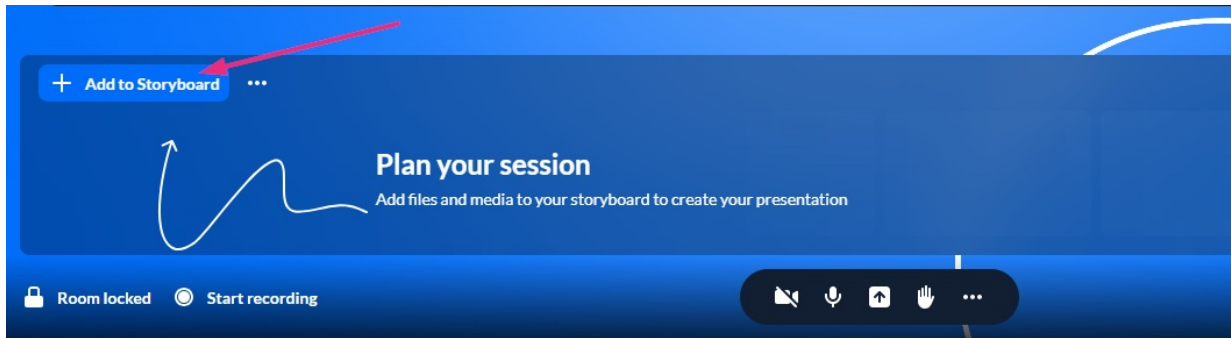 Add to Storyboard
Plan your session
Add files and media to your storyboard to create your presentation
Room locked
Start recording